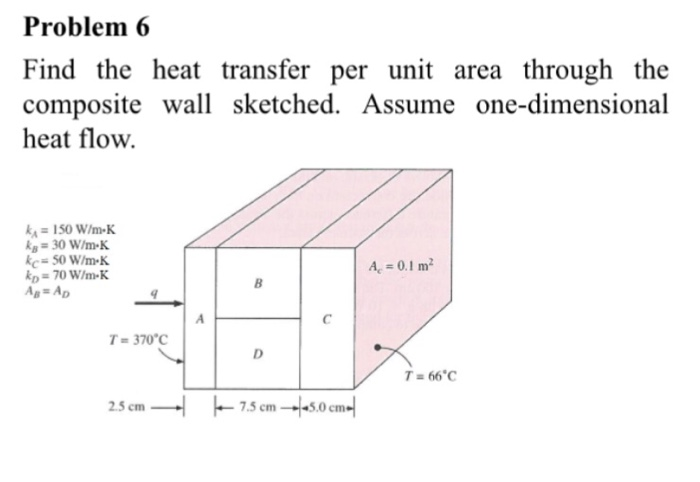 Problem 6
Find the heat transfer per unit area through the
composite wall sketched. Assume one-dimensional
heat flow.
k_A = 150 W/m·K
k_B = 30 W/m·K
k_C = 50 W/m·K
k_D = 70 W/m·K
A_B = A_D
q
T = 370°C
A
B
D
C
A_c = 0.1 m²
T = 66°C
2.5 cm
7.5 cm
5.0 cm